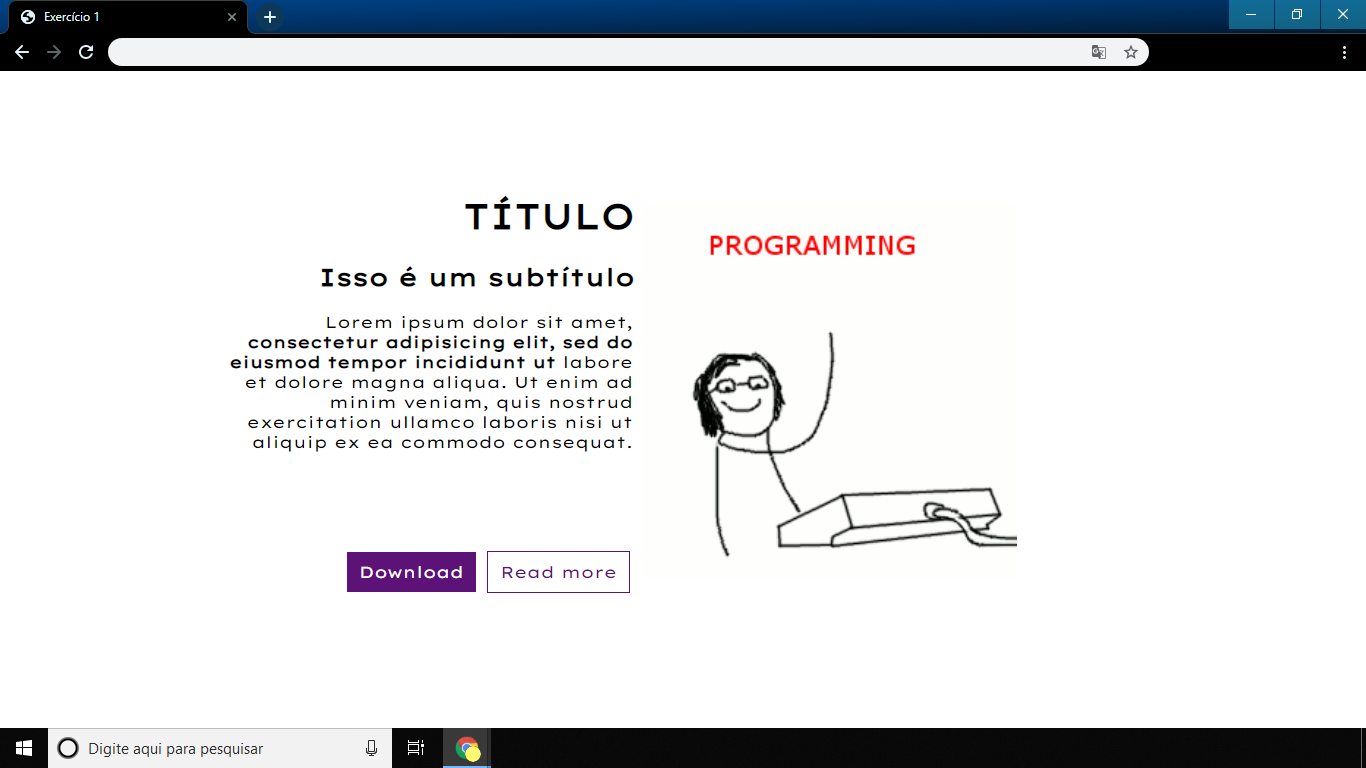 Exercício 1
TÍTULO
Isso é um subtítulo
Lorem ipsum dolor sit amet,
consectetur adipisicing elit, sed do
eiusmod tempor incididunt ut labore
et dolore magna aliqua. Ut enim ad
minim veniam, quis nostrud
exercitation ullamco laboris nisi ut
aliquip ex ea commodo consequat.
Download
Read more
PROGRAMMING
Digite aqui para pesquisar